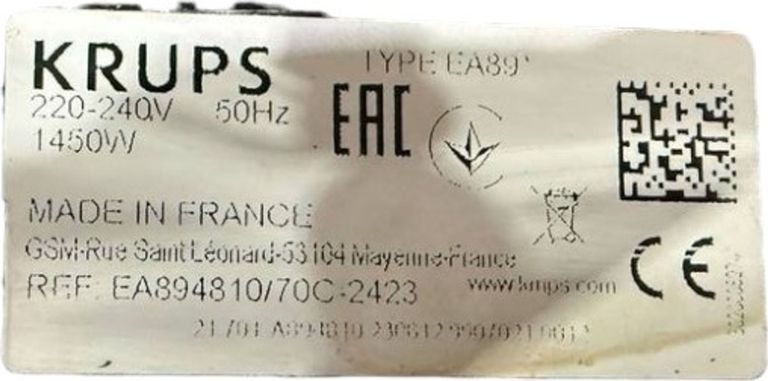 KRUPS
TYPE EA89
220-240V 50Hz
1450W
EAC
MADE IN FRANCE
GSM-Rue Saint Léonard-53104 Mayenne-France
REF. EA894810/70C-2423
www.krups.com
CE